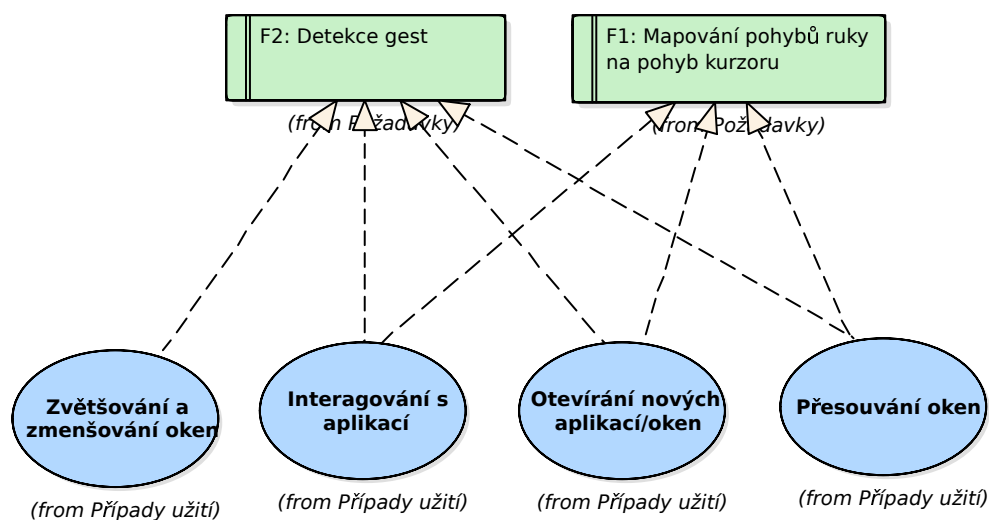 F2: Detekce gest
F1: Mapování pohybů ruky
na pohyb kurzoru
(from Požadavky)
(from Požadavky)
Zvětšování a
zmenšování oken
Interagování s
aplikací
Otevírání nových
aplikací/oken
Přesouvání oken
(from Případy užití)
(from Případy užití)
(from Případy užití)
(from Případy užití)